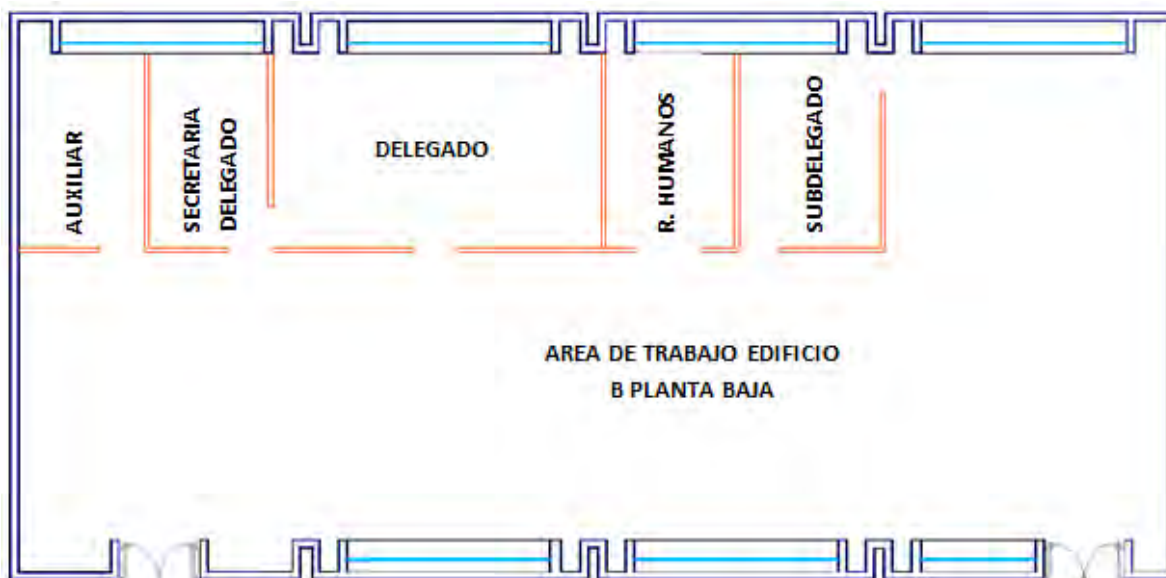 AUXILIAR
SECRETARIA
DELEGADO
DELEGADO
R. HUMANOS
SUBDELEGADO
AREA DE TRABAJO EDIFICIO
B PLANTA BAJA